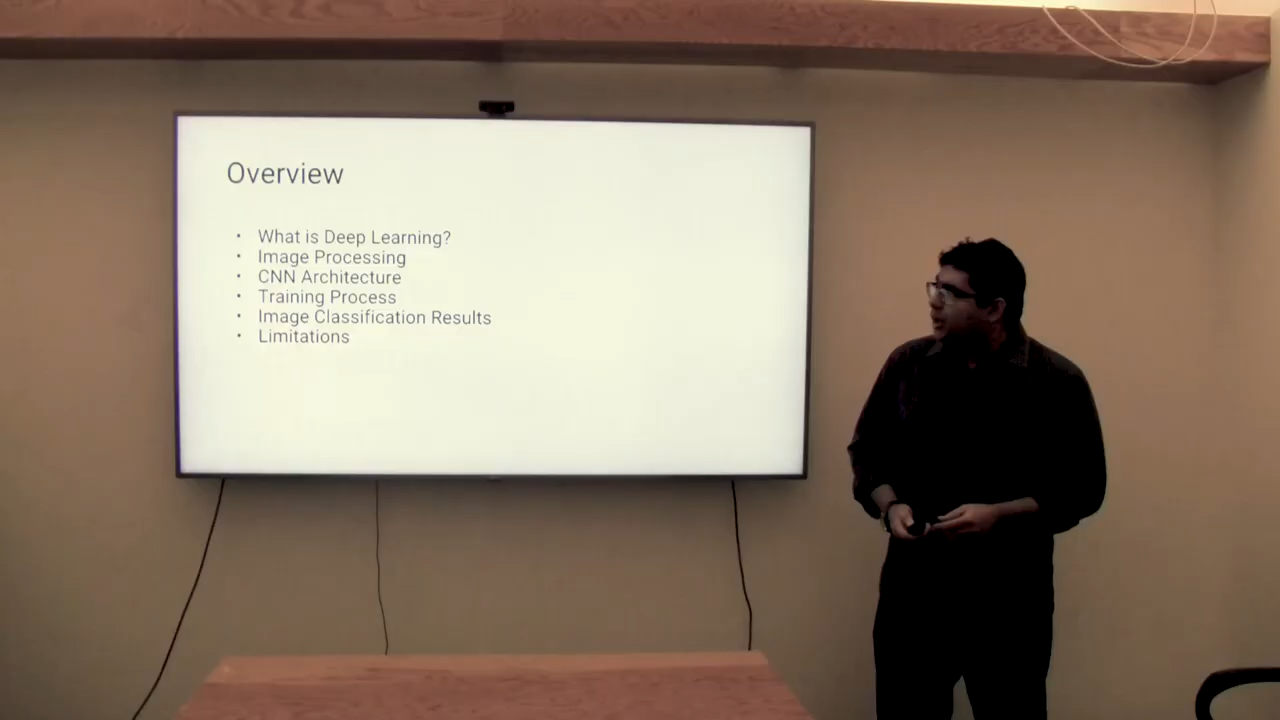 Overview
• What is Deep Learning?
• Image Processing
• CNN Architecture
• Training Process
• Image Classification Results
• Limitations